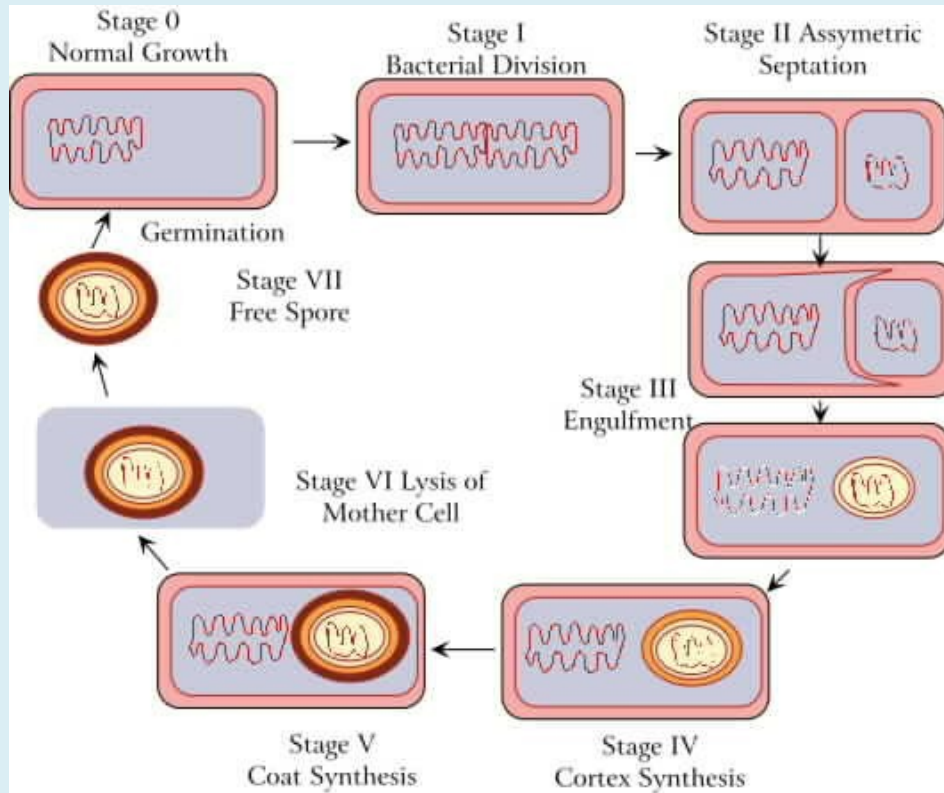 Stage 0
Normal Growth
Stage I
Bacterial Division
Stage II Assymetric
Septation
Germination
Stage VII
Free Spore
Stage III
Engulfment
Stage VI Lysis of
Mother Cell
Stage V
Coat Synthesis
Stage IV
Cortex Synthesis